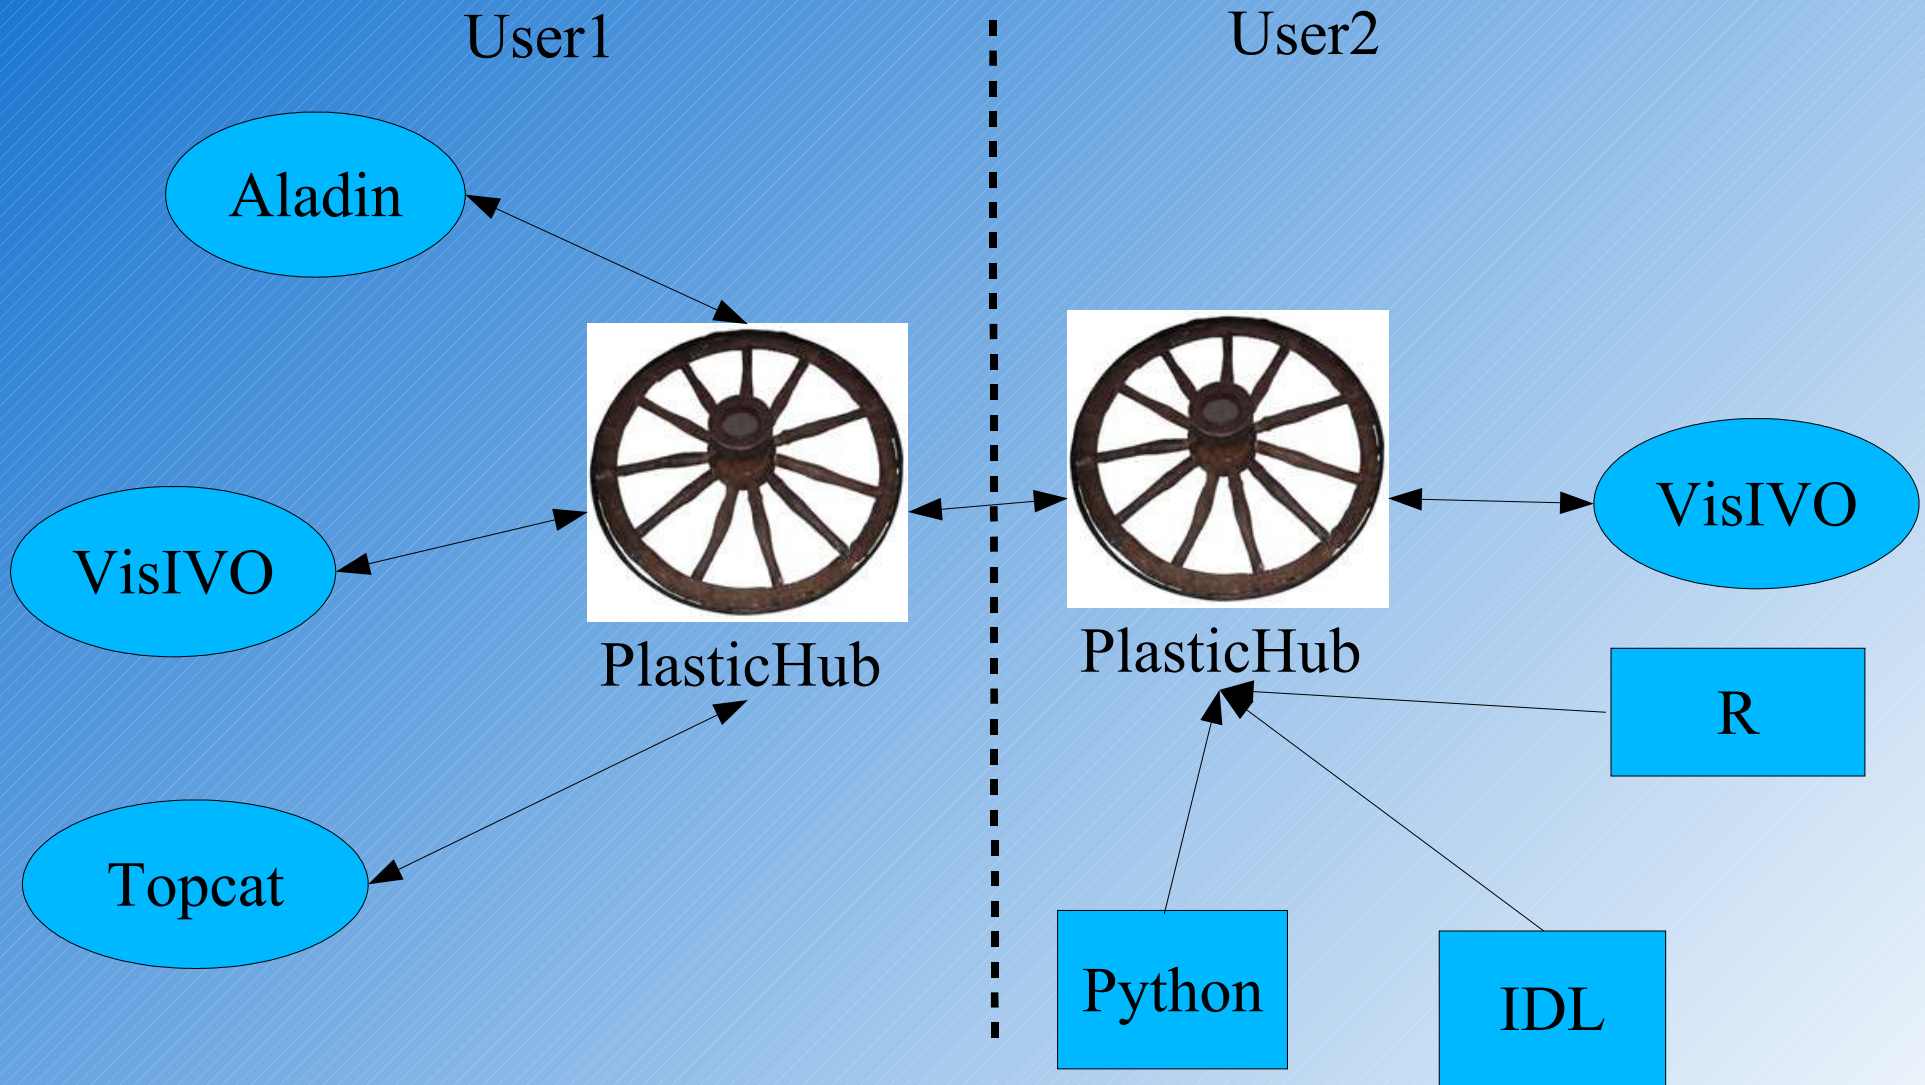 User1
User2
Aladin
VisIVO
PlasticHub
Topcat
PlasticHub
VisIVO
R
Python
IDL